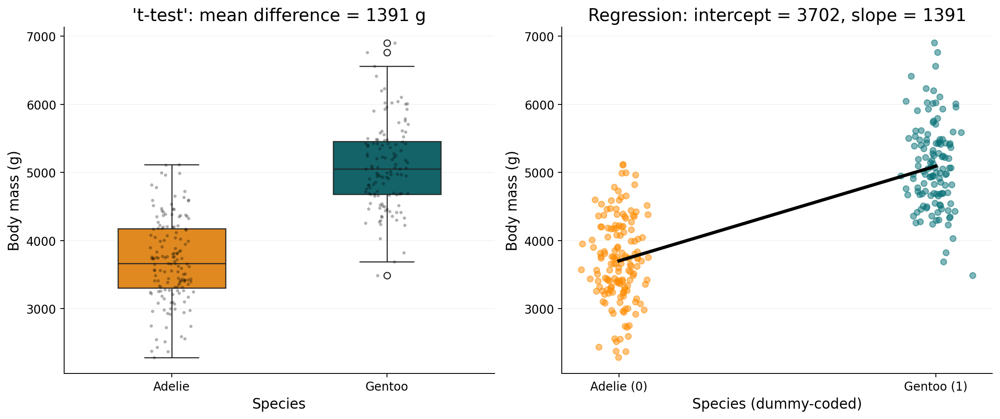 't-test': mean difference = 1391 g
7000
6000
5000
4000
3000
Body mass (g)
Adelie
Gentoo
Species
Regression: intercept = 3702, slope = 1391
7000
6000
5000
4000
3000
Body mass (g)
Adelie (0)
Gentoo (1)
Species (dummy-coded)